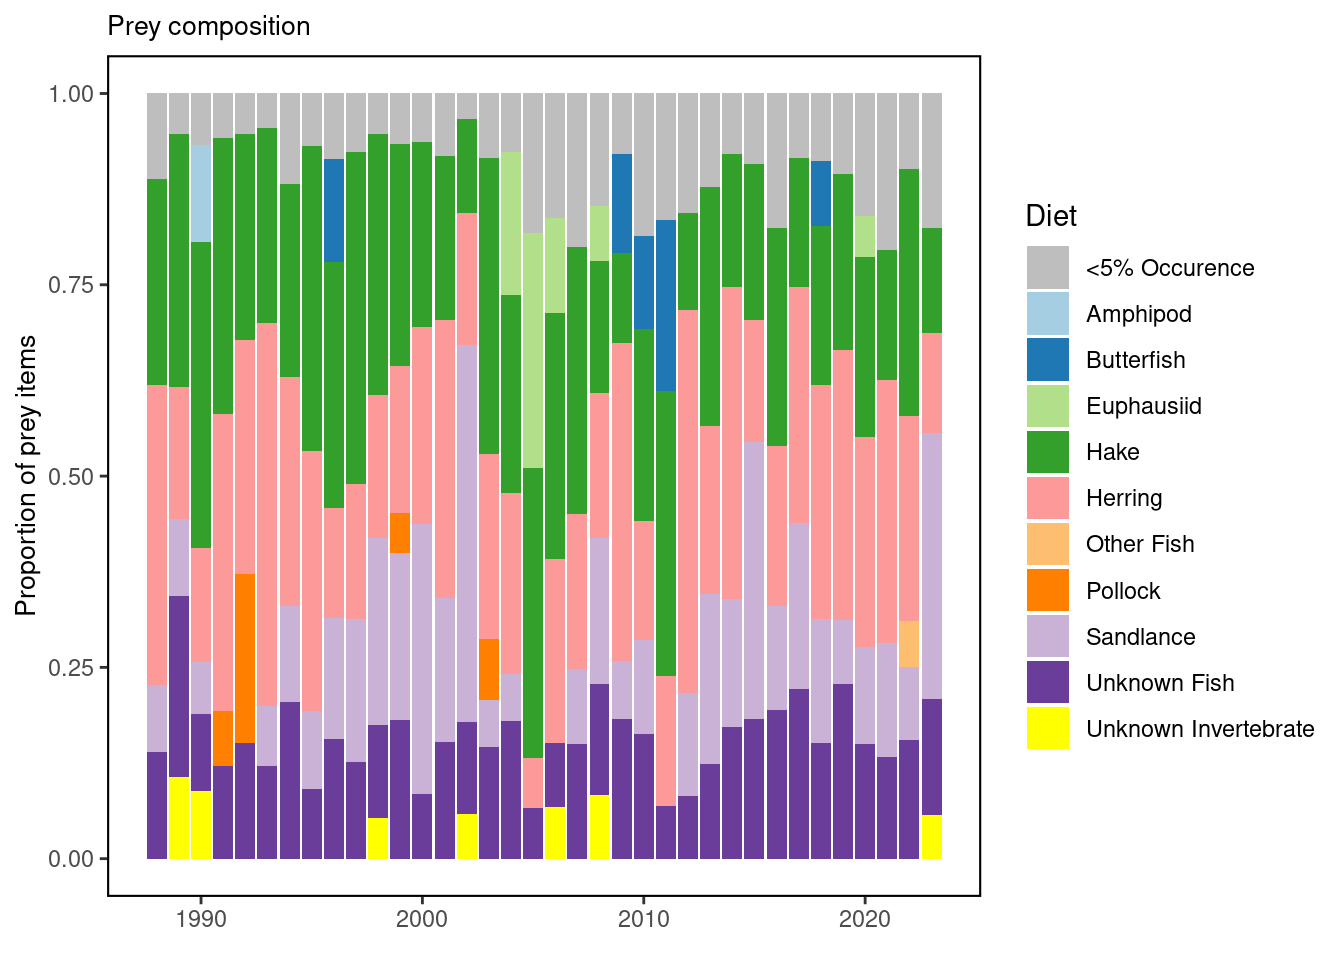 Prey composition
1.00
0.75
0.50
0.25
0.00
Proportion of prey items
1990
2000
2010
2020
Diet
<5% Occurence
Amphipod
Butterfish
Euphausiid
Hake
Herring
Other Fish
Pollock
Sandlance
Unknown Fish
Unknown Invertebrate